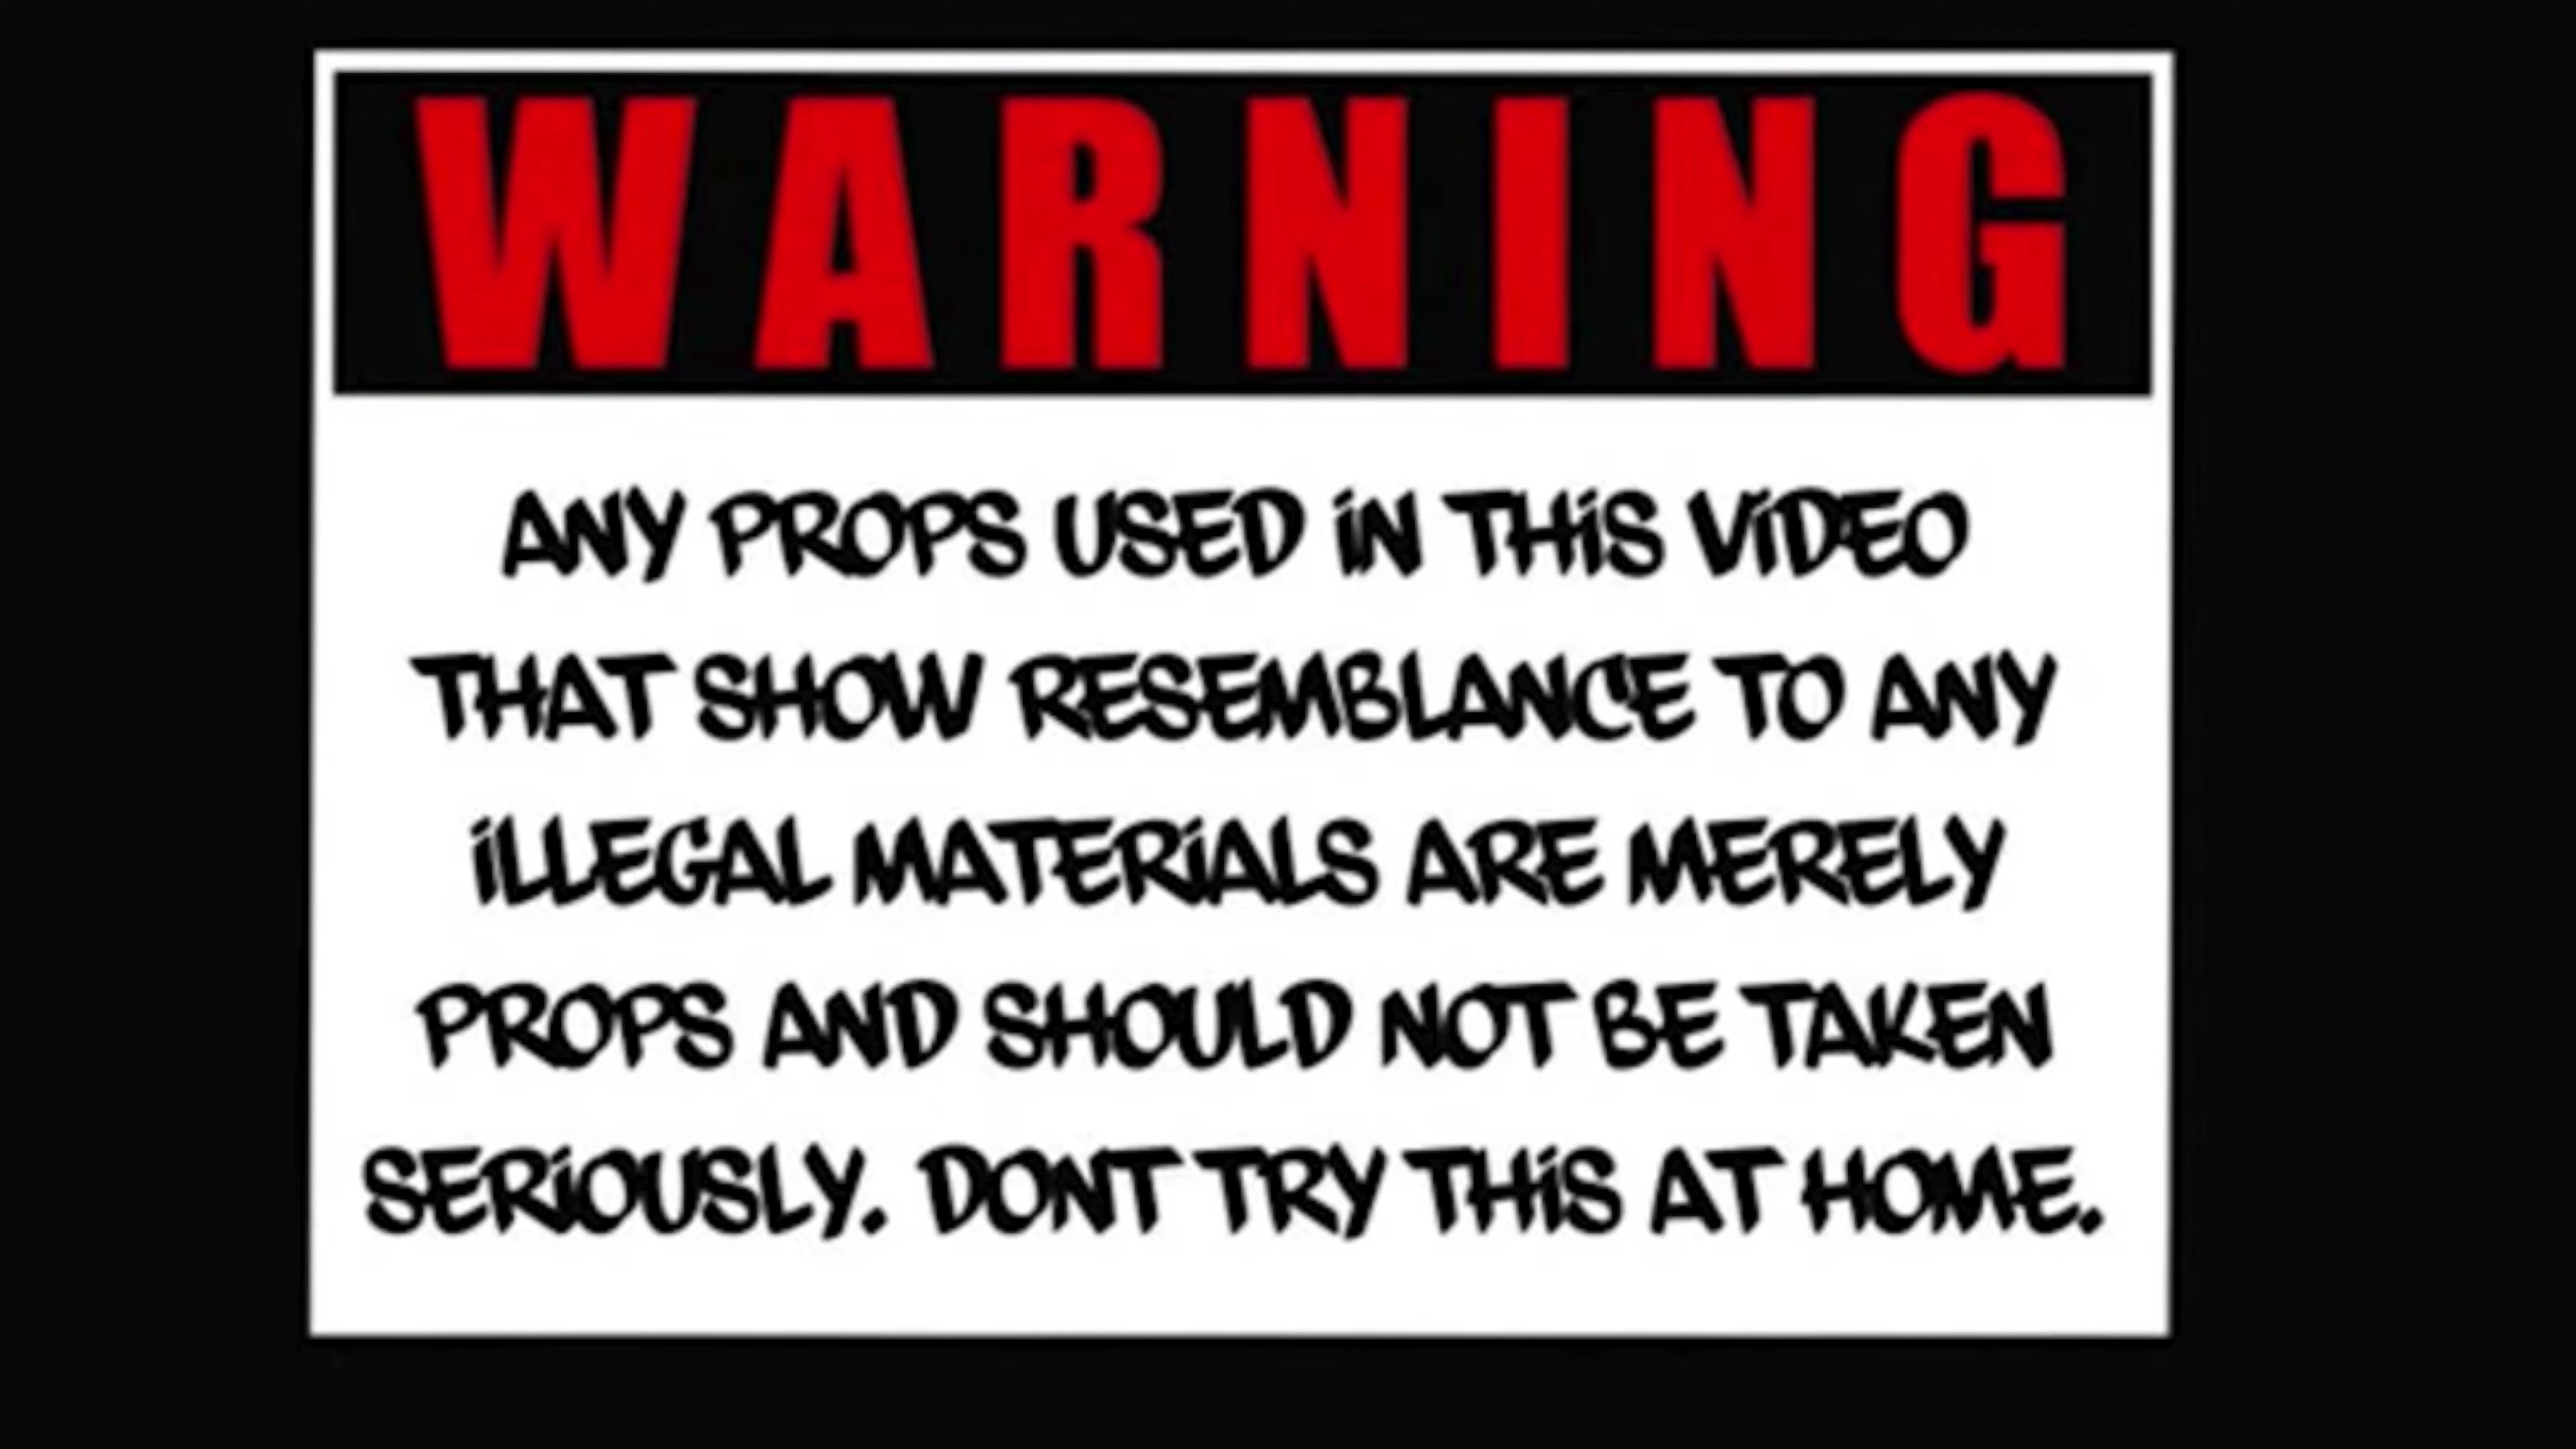 WARNING
ANY PROPS USED iN THiS ViDEO
THAT SHOW RESEMBLANCE TO ANY
iLLEGAL MATERiALS ARE MERELY
PROPS AND SHOULD NOT BE TAKEN
SERiOUSLY. DONT TRY THiS AT HOME.